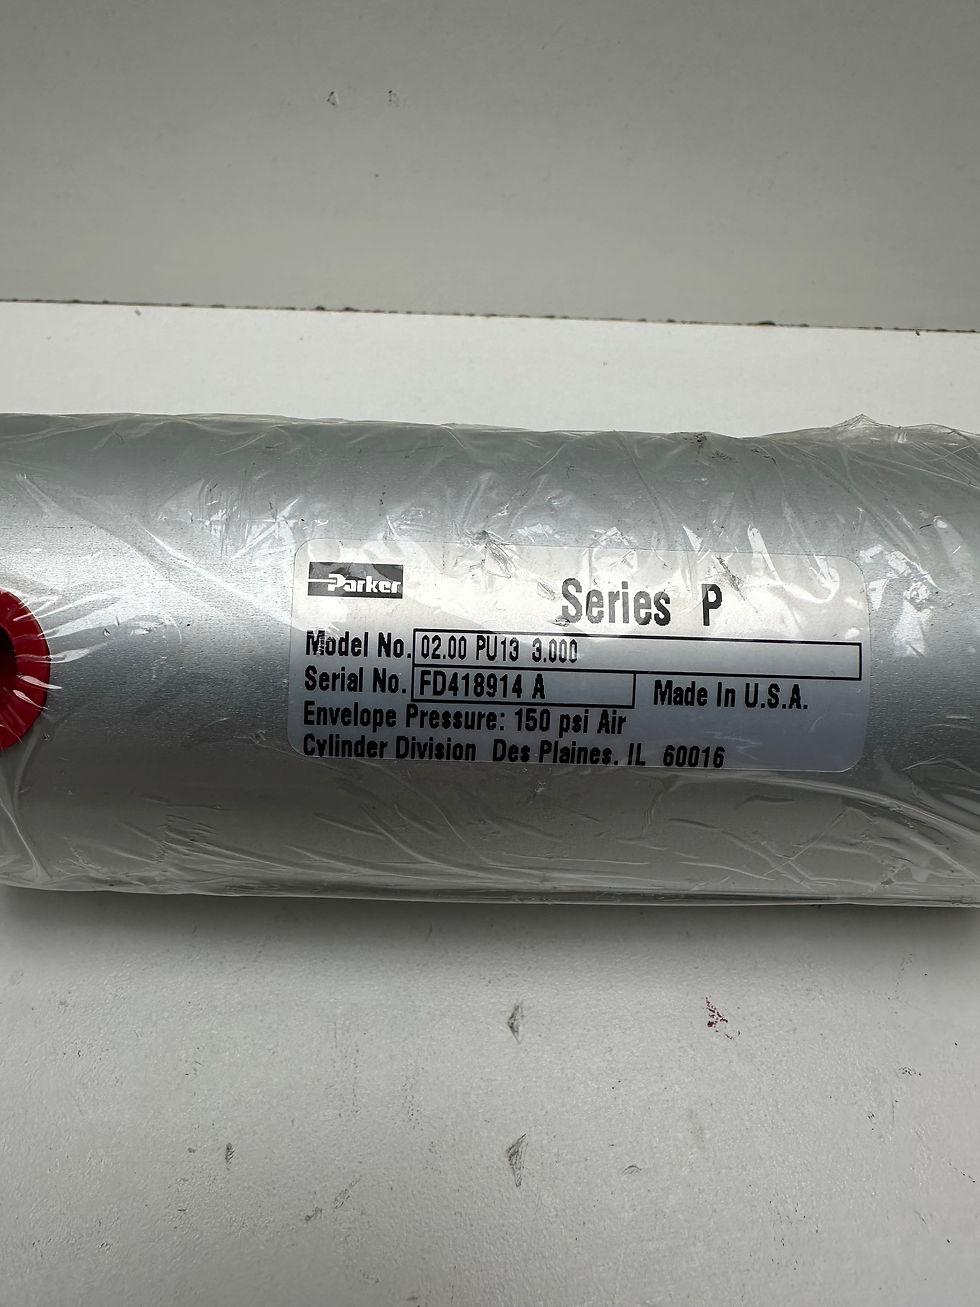 Parker
Series P
Model No. 02.00 PU13 3.000
Serial No. FD418914 A Made In U.S.A.
Envelope Pressure: 150 psi Air
Cylinder Division Des Plaines, IL 60016